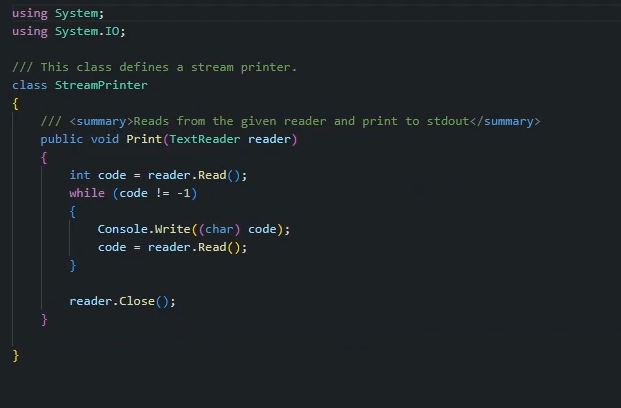 using System;
using System.IO;
/// This class defines a stream printer.
class StreamPrinter
{
/// <summary>Reads from the given reader and print to stdout</summary>
public void Print(TextReader reader)
{
int code = reader.Read();
while (code != -1)
{
Console.Write((char) code);
code = reader.Read();
}
reader.Close();
}
}